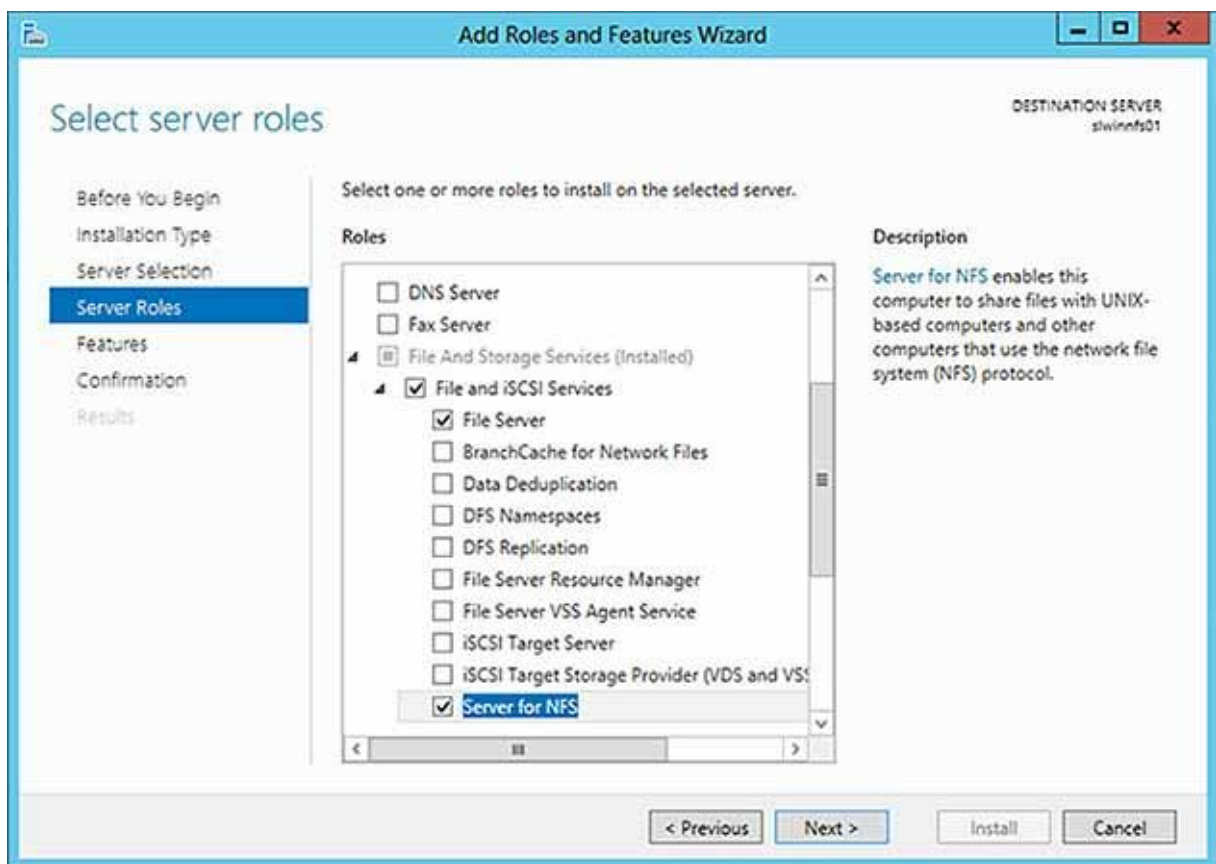 Add Roles and Features Wizard
Select server roles
DESTINATION SERVER
slwinnfs01
Before You Begin
Installation Type
Server Selection
Server Roles
Features
Confirmation
Results
Select one or more roles to install on the selected server.
Roles
DNS Server
Fax Server
File And Storage Services (Installed)
File and iSCSI Services
File Server
BranchCache for Network Files
Data Deduplication
DFS Namespaces
DFS Replication
File Server Resource Manager
File Server VSS Agent Service
iSCSI Target Server
iSCSI Target Storage Provider (VDS and VSS
Server for NFS
Description
Server for NFS enables this
computer to share files with UNIX-
based computers and other
computers that use the network file
system (NFS) protocol.
< Previous
Next >
Install
Cancel